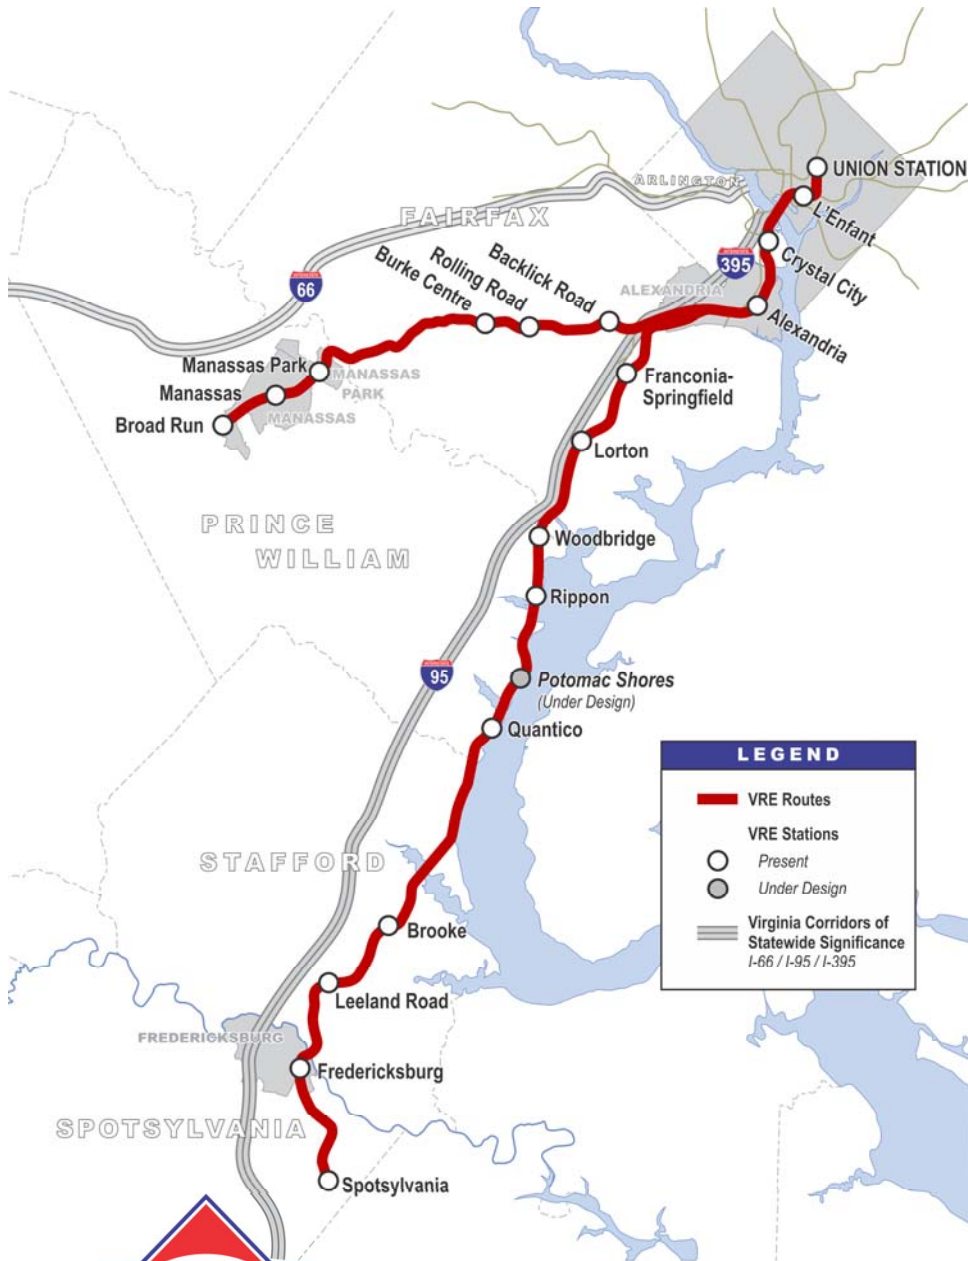 UNION STATION
ARLINGTON
L'Enfant
FAIRFAX
Crystal City
Backlick Road
395
Rolling Road
Burke Centre
66
ALEXANDRIA
Alexandria
Manassas Park
MANASSAS
PARK
Franconia-
Springfield
Manassas
MANASSAS
Broad Run
Lorton
PRINCE
WILLIAM
Woodbridge
Rippon
95
Potomac Shores
(Under Design)
Quantico
LEGEND
VRE Routes
VRE Stations
Present
Under Design
Virginia Corridors of
Statewide Significance
I-66 / I-95 / I-395
STAFFORD
Brooke
Leeland Road
FREDERICKSBURG
Fredericksburg
SPOTSYLVANIA
Spotsylvania